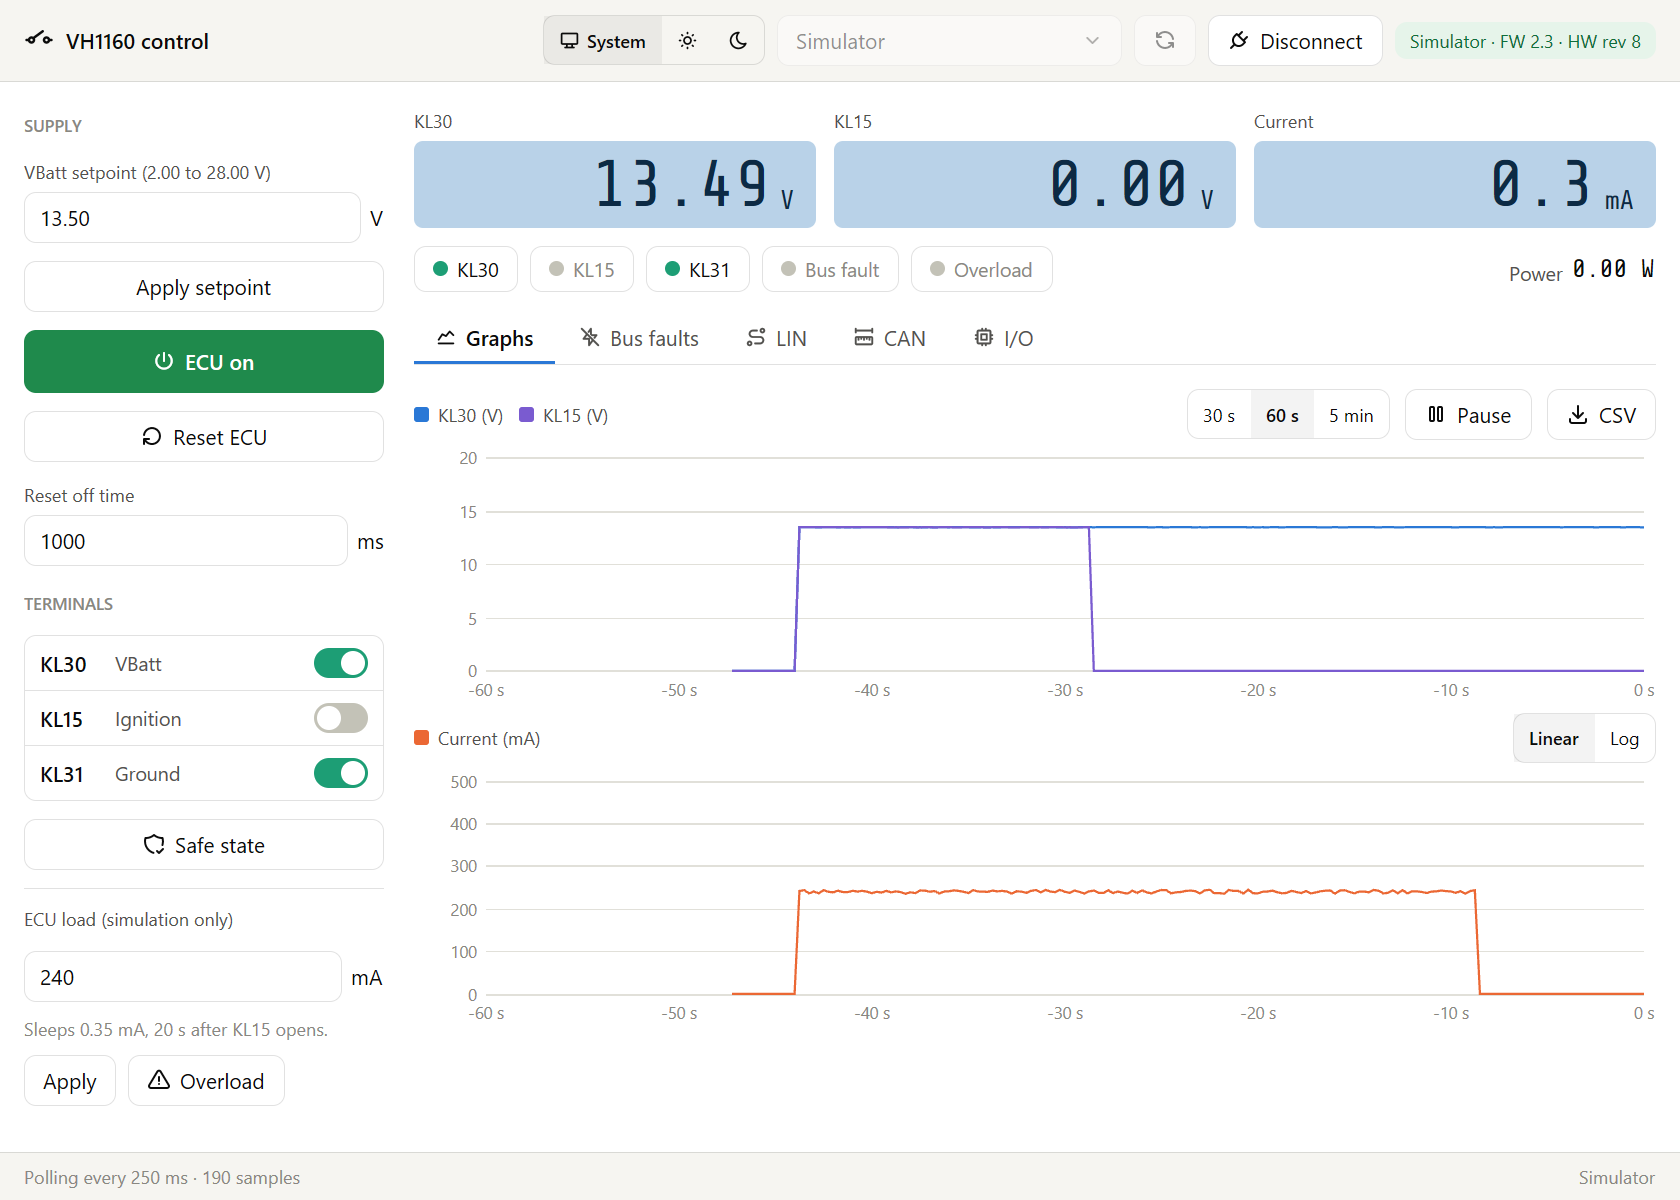 VH1160 control
System
Simulator
Disconnect
Simulator · FW 2.3 · HW rev 8
SUPPLY
VBatt setpoint (2.00 to 28.00 V)
13.50 V
Apply setpoint
ECU on
Reset ECU
Reset off time
1000 ms
TERMINALS
KL30 VBatt
KL15 Ignition
KL31 Ground
Safe state
ECU load (simulation only)
240 mA
Sleeps 0.35 mA, 20 s after KL15 opens.
Apply
Overload
KL30
13.49 V
KL15
0.00 V
Current
0.3 mA
KL30
KL15
KL31
Bus fault
Overload
Power 0.00 W
Graphs
Bus faults
LIN
CAN
I/O
KL30 (V)
KL15 (V)
30 s
60 s
5 min
Pause
CSV
20
15
10
5
0
-60 s
-50 s
-40 s
-30 s
-20 s
-10 s
0 s
Current (mA)
Linear
Log
500
400
300
200
100
0
-60 s
-50 s
-40 s
-30 s
-20 s
-10 s
0 s
Polling every 250 ms · 190 samples
Simulator